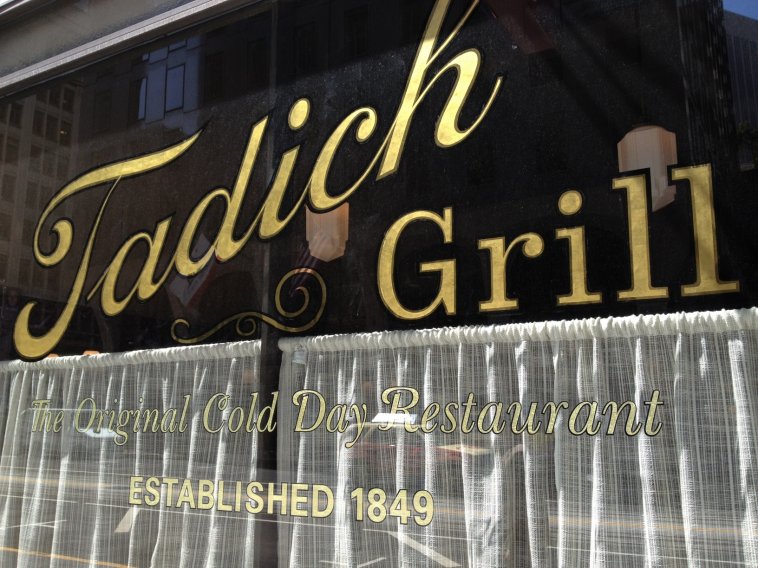 Tadich
Grill
The Original Cold Day Restaurant
ESTABLISHED 1849